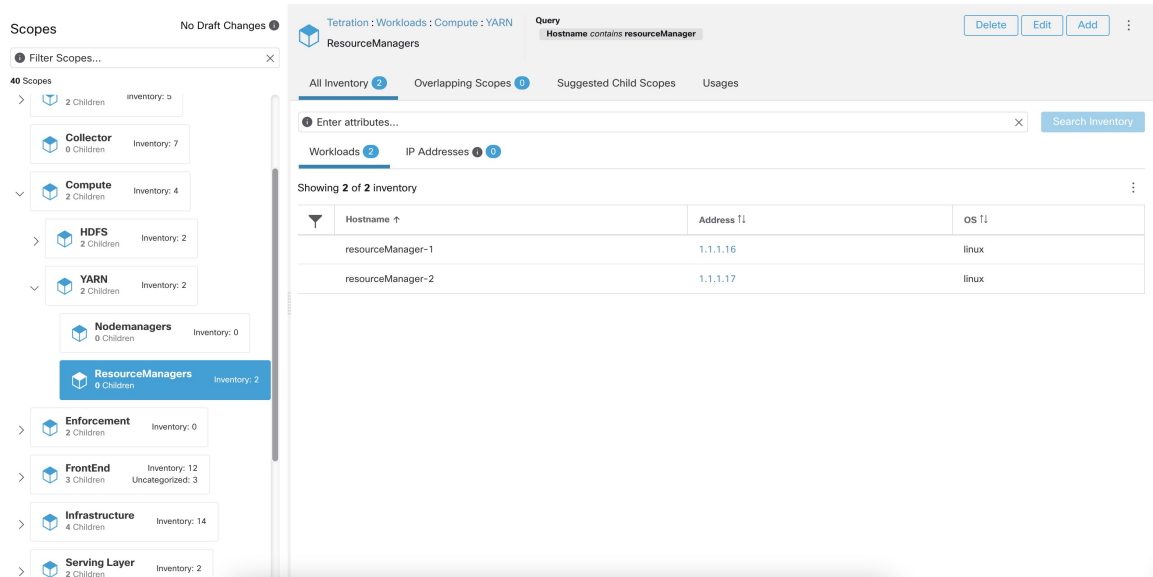 Scopes
No Draft Changes
Filter Scopes...
40 Scopes
2 Children
Inventory: 5
Collector
0 Children
Inventory: 7
Compute
2 Children
Inventory: 4
HDFS
2 Children
Inventory: 2
YARN
2 Children
Inventory: 2
Nodemanagers
0 Children
Inventory: 0
ResourceManagers
0 Children
Inventory: 2
Enforcement
2 Children
Inventory: 0
FrontEnd
3 Children
Inventory: 12
Uncategorized: 3
Infrastructure
4 Children
Inventory: 14
Serving Layer
2 Children
Inventory: 2
Tetration : Workloads : Compute : YARN
ResourceManagers
Query
Hostname contains resourceManager
Delete
Edit
Add
All Inventory 2
Overlapping Scopes 0
Suggested Child Scopes
Usages
Enter attributes...
Search Inventory
Workloads 2
IP Addresses 0
Showing 2 of 2 inventory
Hostname ↑ Address ↑↓ OS ↑↓
resourceManager-1 1.1.1.16 linux
resourceManager-2 1.1.1.17 linux